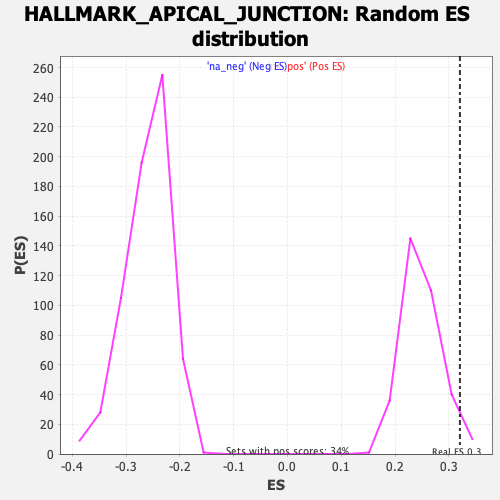 HALLMARK_APICAL_JUNCTION: Random ES
distribution
'na_neg' (Neg ES)
pos' (Pos ES)
P(ES)
260
240
220
200
180
160
140
120
100
80
60
40
20
0
Sets with pos scores: 34%
Real ES 0.3
-0.4 -0.3 -0.2 -0.1 0.0 0.1 0.2 0.3
ES